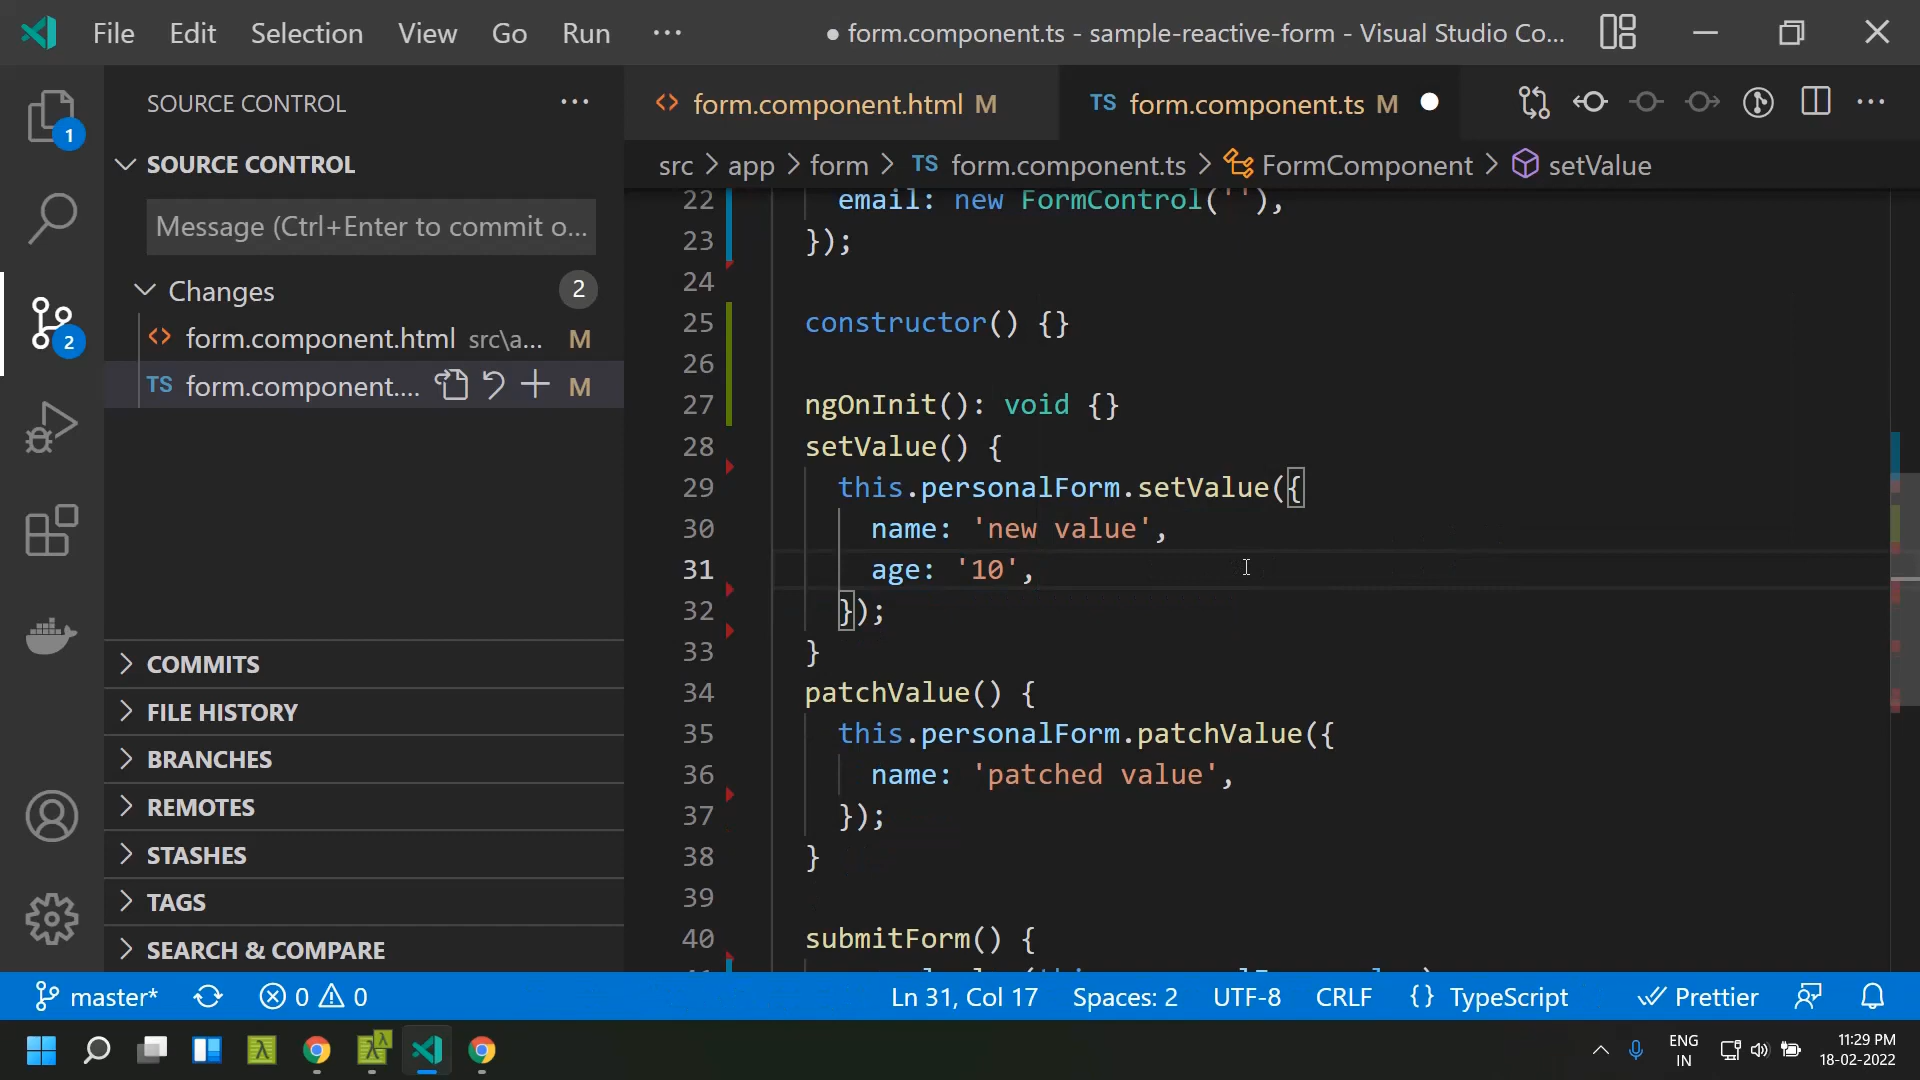 File Edit Selection View Go Run ··· ● form.component.ts - sample-reactive-form - Visual Studio Co...
SOURCE CONTROL ···
form.component.html M TS form.component.ts M
1
SOURCE CONTROL
src > app > form > TS form.component.ts > FormComponent > setValue
Message (Ctrl+Enter to commit o...
Changes 2
form.component.html src\a... M
2
TS form.component.... M
COMMITS
FILE HISTORY
BRANCHES
REMOTES
STASHES
TAGS
SEARCH & COMPARE
22 email: new FormControl(''),
23 });
24
25 constructor() {}
26
27 ngOnInit(): void {}
28 setValue() {
29 this.personalForm.setValue({
30 name: 'new value',
31 age: '10',
32 });
33 }
34 patchValue() {
35 this.personalForm.patchValue({
36 name: 'patched value',
37 });
38 }
39
40 submitForm() {
master* 0 0 Ln 31, Col 17 Spaces: 2 UTF-8 CRLF {} TypeScript Prettier
ENG
IN
11:29 PM
18-02-2022